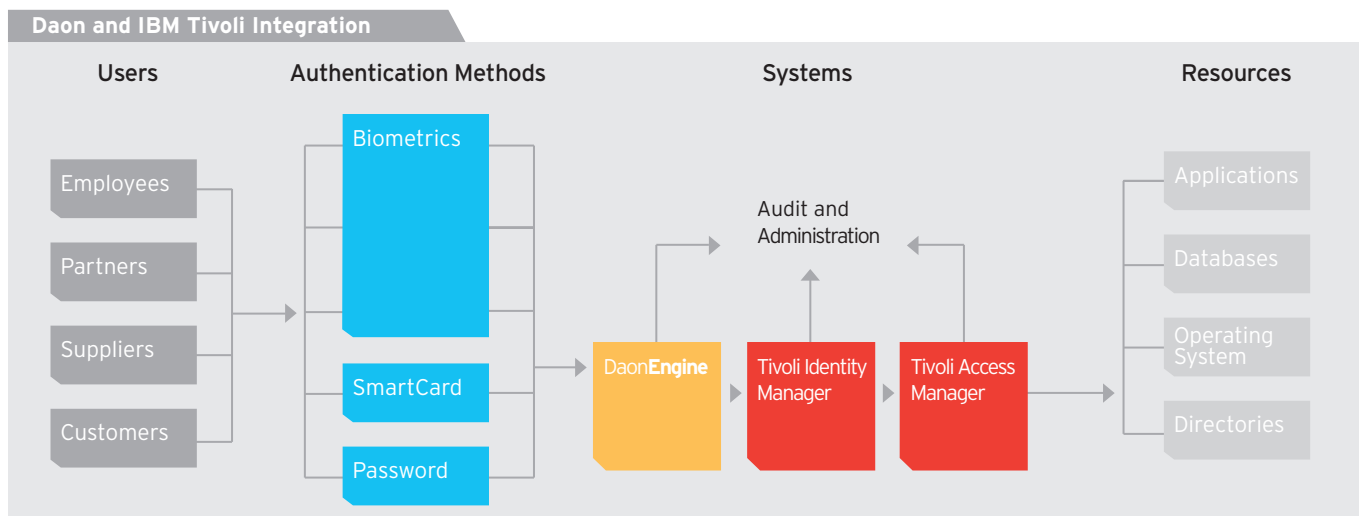 Daon and IBM Tivoli Integration
Users
Authentication Methods
Systems
Resources
Employees
Partners
Suppliers
Customers
Biometrics
SmartCard
Password
Audit and
Administration
DaonEngine
Tivoli Identity
Manager
Tivoli Access
Manager
Applications
Databases
Operating
System
Directories